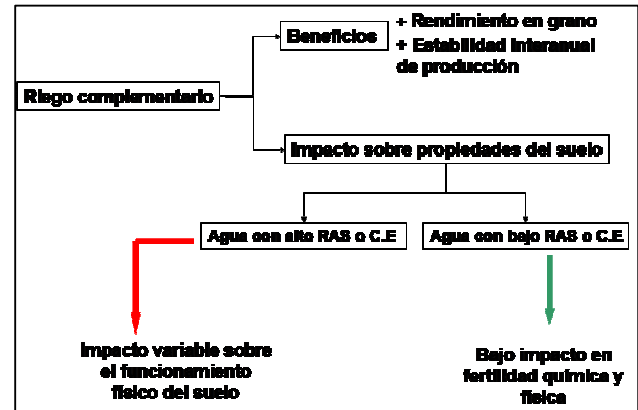 Beneficios
+ Rendimiento en grano
+ Estabilidad interanual
de producción
Riego complementario
Impacto sobre propiedades del suelo
Agua con alto RAS o C.E
Agua con bajo RAS o C.E
Impacto variable sobre
el funcionamiento
físico del suelo
Bajo impacto en
fertilidad química y
física